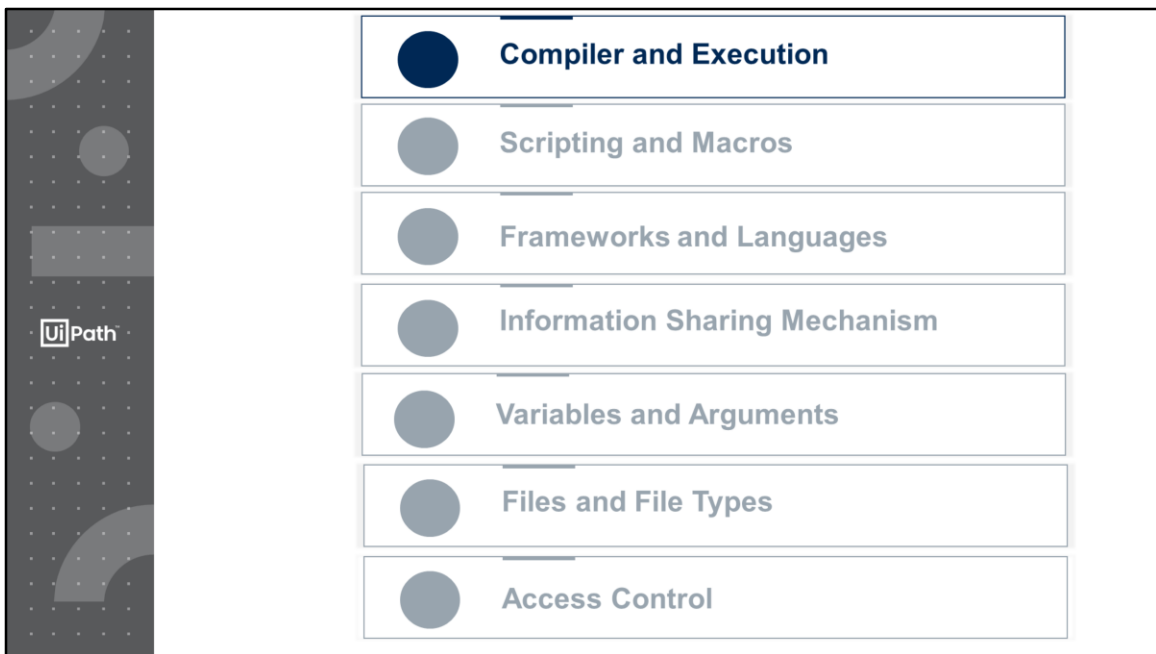 Compiler and Execution
Scripting and Macros
Frameworks and Languages
Information Sharing Mechanism
Variables and Arguments
Files and File Types
Access Control
UiPath™